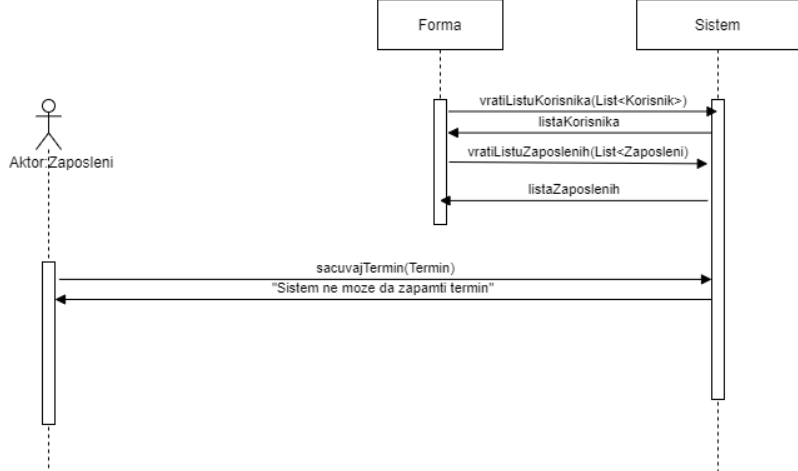 Forma
Sistem
vratiListuKorisnika(List<Korisnik>)
listaKorisnika
Aktor:Zaposleni
vratiListuZaposlenih(List<Zaposleni)
listaZaposlenih
sacuvajTermin(Termin)
"Sistem ne moze da zapamti termin"